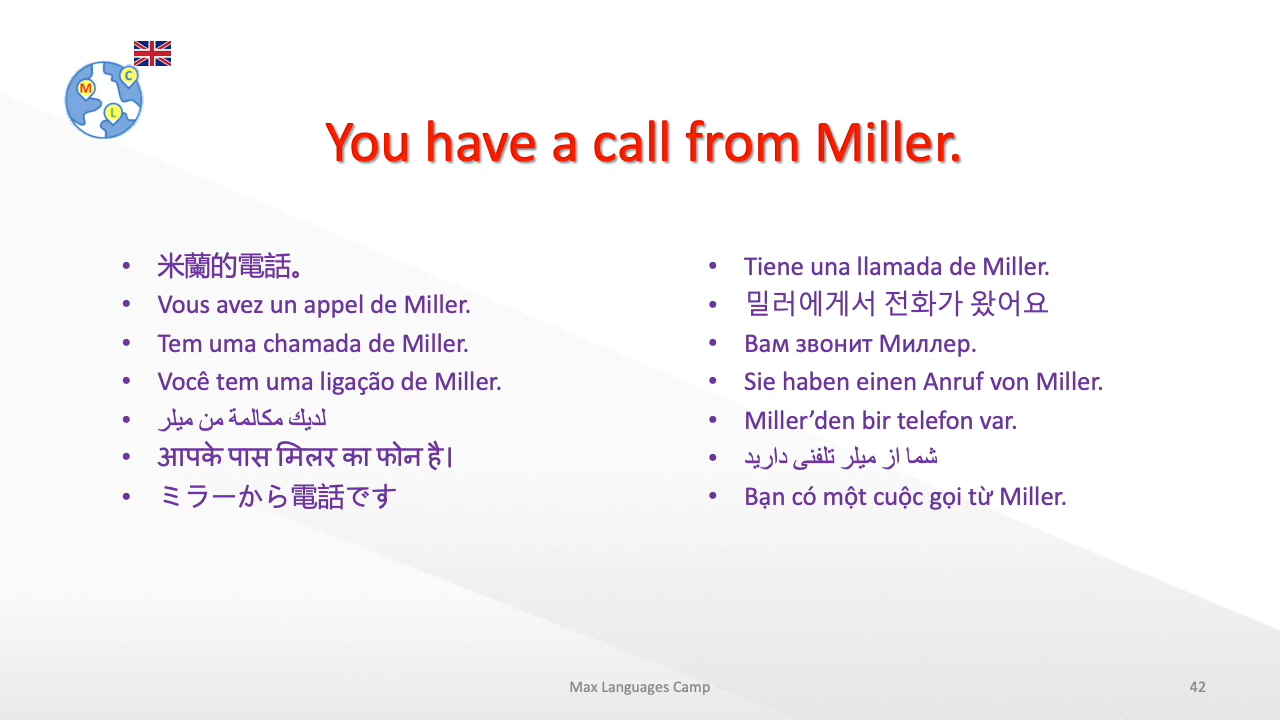 M
C
L
You have a call from Miller.
• 米蘭的電話。
• Vous avez un appel de Miller.
• Tem uma chamada de Miller.
• Você tem uma ligação de Miller.
• لديك مكالمة من ميلر
• आपके पास मिलर का फोन है।
• ミラーから電話です
• Tiene una llamada de Miller.
• 밀러에게서 전화가 왔어요
• Вам звонит Миллер.
• Sie haben einen Anruf von Miller.
• Miller’den bir telefon var.
• شما از میلر تلفنی دارید
• Bạn có một cuộc gọi từ Miller.
Max Languages Camp
42